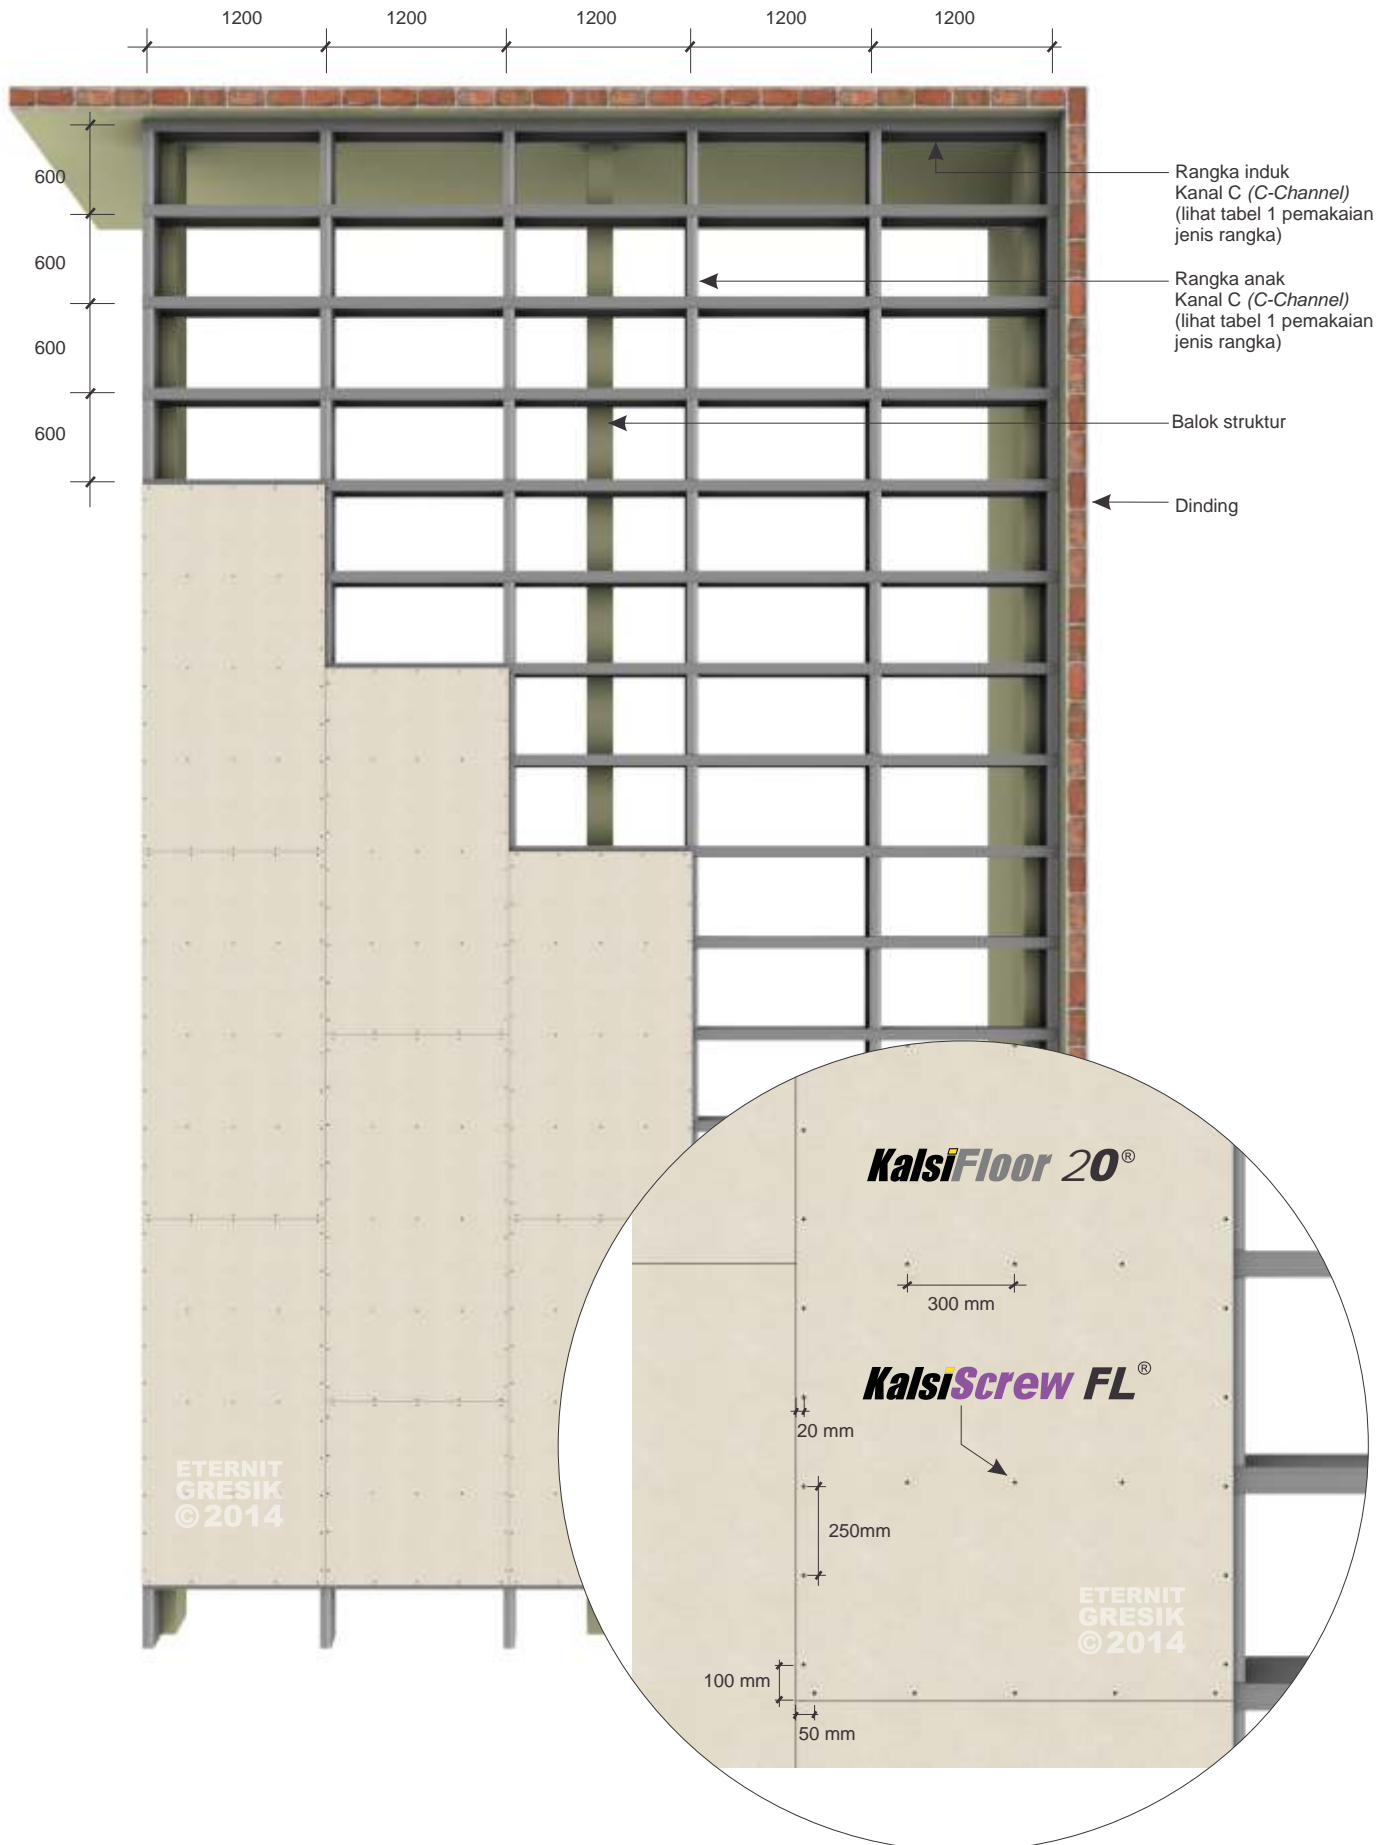 1200 1200 1200 1200 1200
600
600
600
600
Rangka induk
Kanal C (C-Channel)
(lihat tabel 1 pemakaian
jenis rangka)
Rangka anak
Kanal C (C-Channel)
(lihat tabel 1 pemakaian
jenis rangka)
Balok struktur
Dinding
KalsiFloor 20®
300 mm
KalsiScrew FL®
20 mm
250mm
100 mm
50 mm
ETERNIT
GRESIK
©2014
ETERNIT
GRESIK
©2014